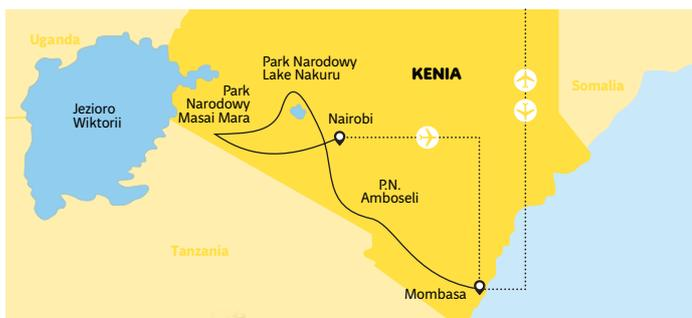 Uganda
Park Narodowy
Lake Nakuru
KENIA
Somalia
Park
Narodowy
Masai Mara
Jezioro
Wiktorii
Nairobi
P.N.
Amboseli
Tanzania
Mombasa